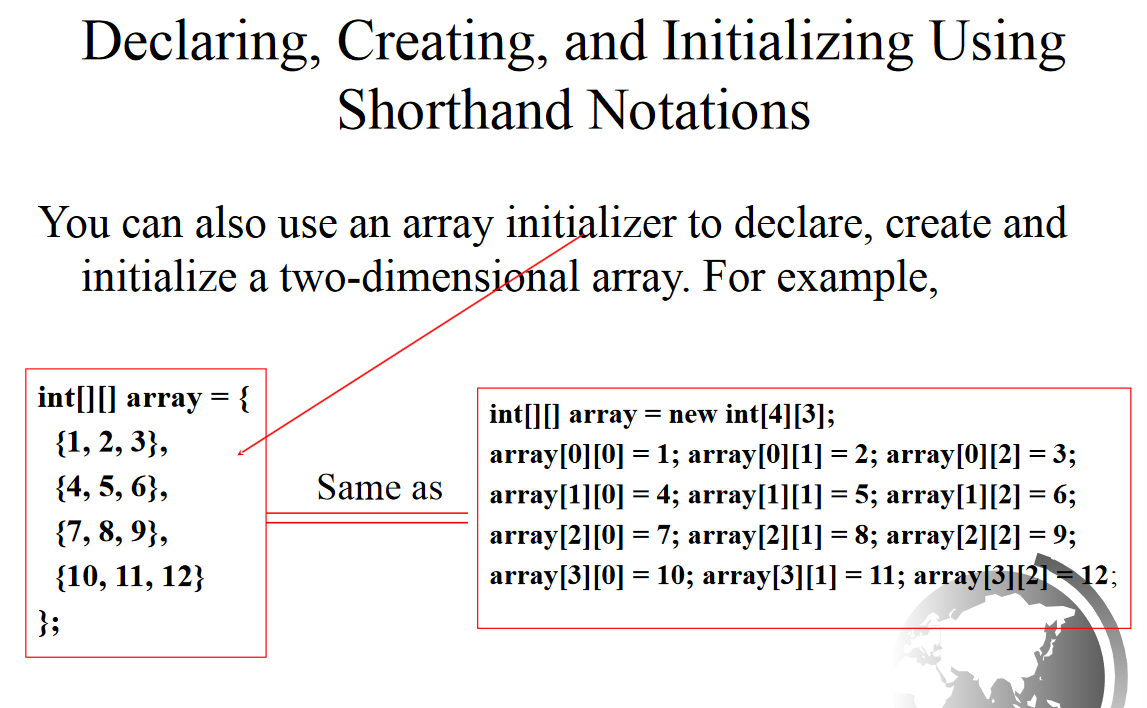 Declaring, Creating, and Initializing Using
Shorthand Notations
You can also use an array initializer to declare, create and
initialize a two-dimensional array. For example,
int[][] array = {
{1, 2, 3},
{4, 5, 6},
{7, 8, 9},
{10, 11, 12}
};
Same as
int[][] array = new int[4][3];
array[0][0] = 1; array[0][1] = 2; array[0][2] = 3;
array[1][0] = 4; array[1][1] = 5; array[1][2] = 6;
array[2][0] = 7; array[2][1] = 8; array[2][2] = 9;
array[3][0] = 10; array[3][1] = 11; array[3][2] = 12;